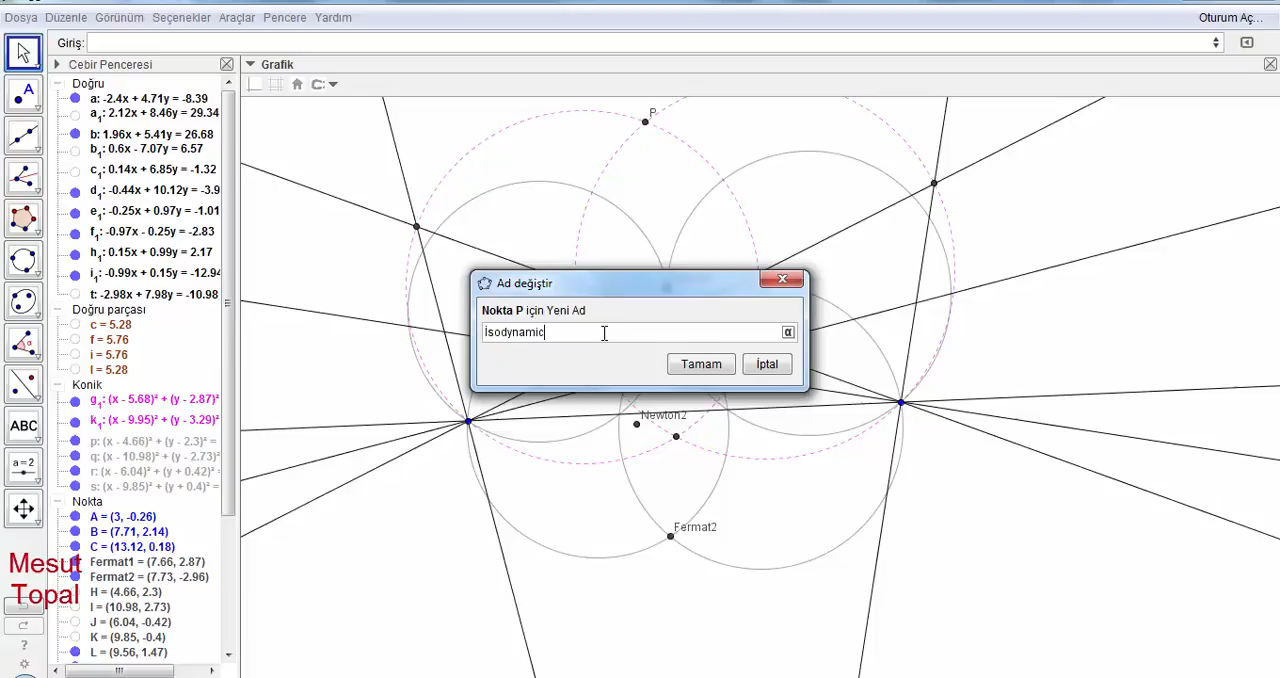 Dosya Düzenle Görünüm Seçenekler Araçlar Pencere Yardım Oturum Aç...
Giriş:
Cebir Penceresi
Grafik
Doğru
a: -2.4x + 4.71y = -8.39
a₁: 2.12x + 8.46y = 29.34
b: 1.96x + 5.41y = 26.68
b₁: 0.6x - 7.07y = 6.57
c₁: 0.14x + 6.85y = -1.32
d₁: -0.44x + 10.12y = -3.9
e₁: -0.25x + 0.97y = -1.01
f₁: -0.97x - 0.25y = -2.83
h₁: 0.15x + 0.99y = 2.17
i₁: -0.99x + 0.15y = -12.94
t: -2.98x + 7.98y = -10.98
Doğru parçası
c = 5.28
f = 5.76
i = 5.76
l = 5.28
Konik
g₁: (x - 5.68)² + (y - 2.87)²
k₁: (x - 9.95)² + (y - 3.29)²
p: (x - 4.66)² + (y - 2.3)² =
q: (x - 10.98)² + (y - 2.73)²
r: (x - 6.04)² + (y + 0.42)² =
s: (x - 9.85)² + (y + 0.4)² =
Nokta
A = (3, -0.26)
B = (7.71, 2.14)
C = (13.12, 0.18)
Fermat1 = (7.66, 2.87)
Fermat2 = (7.73, -2.96)
H = (4.66, 2.3)
I = (10.98, 2.73)
J = (6.04, -0.42)
K = (9.85, -0.4)
L = (9.56, 1.47)
ABC
a=2
Mesut
Topal
P
Ad değiştir
Nokta P için Yeni Ad
İsodynamic
α
Tamam İptal
Newton2
Fermat2